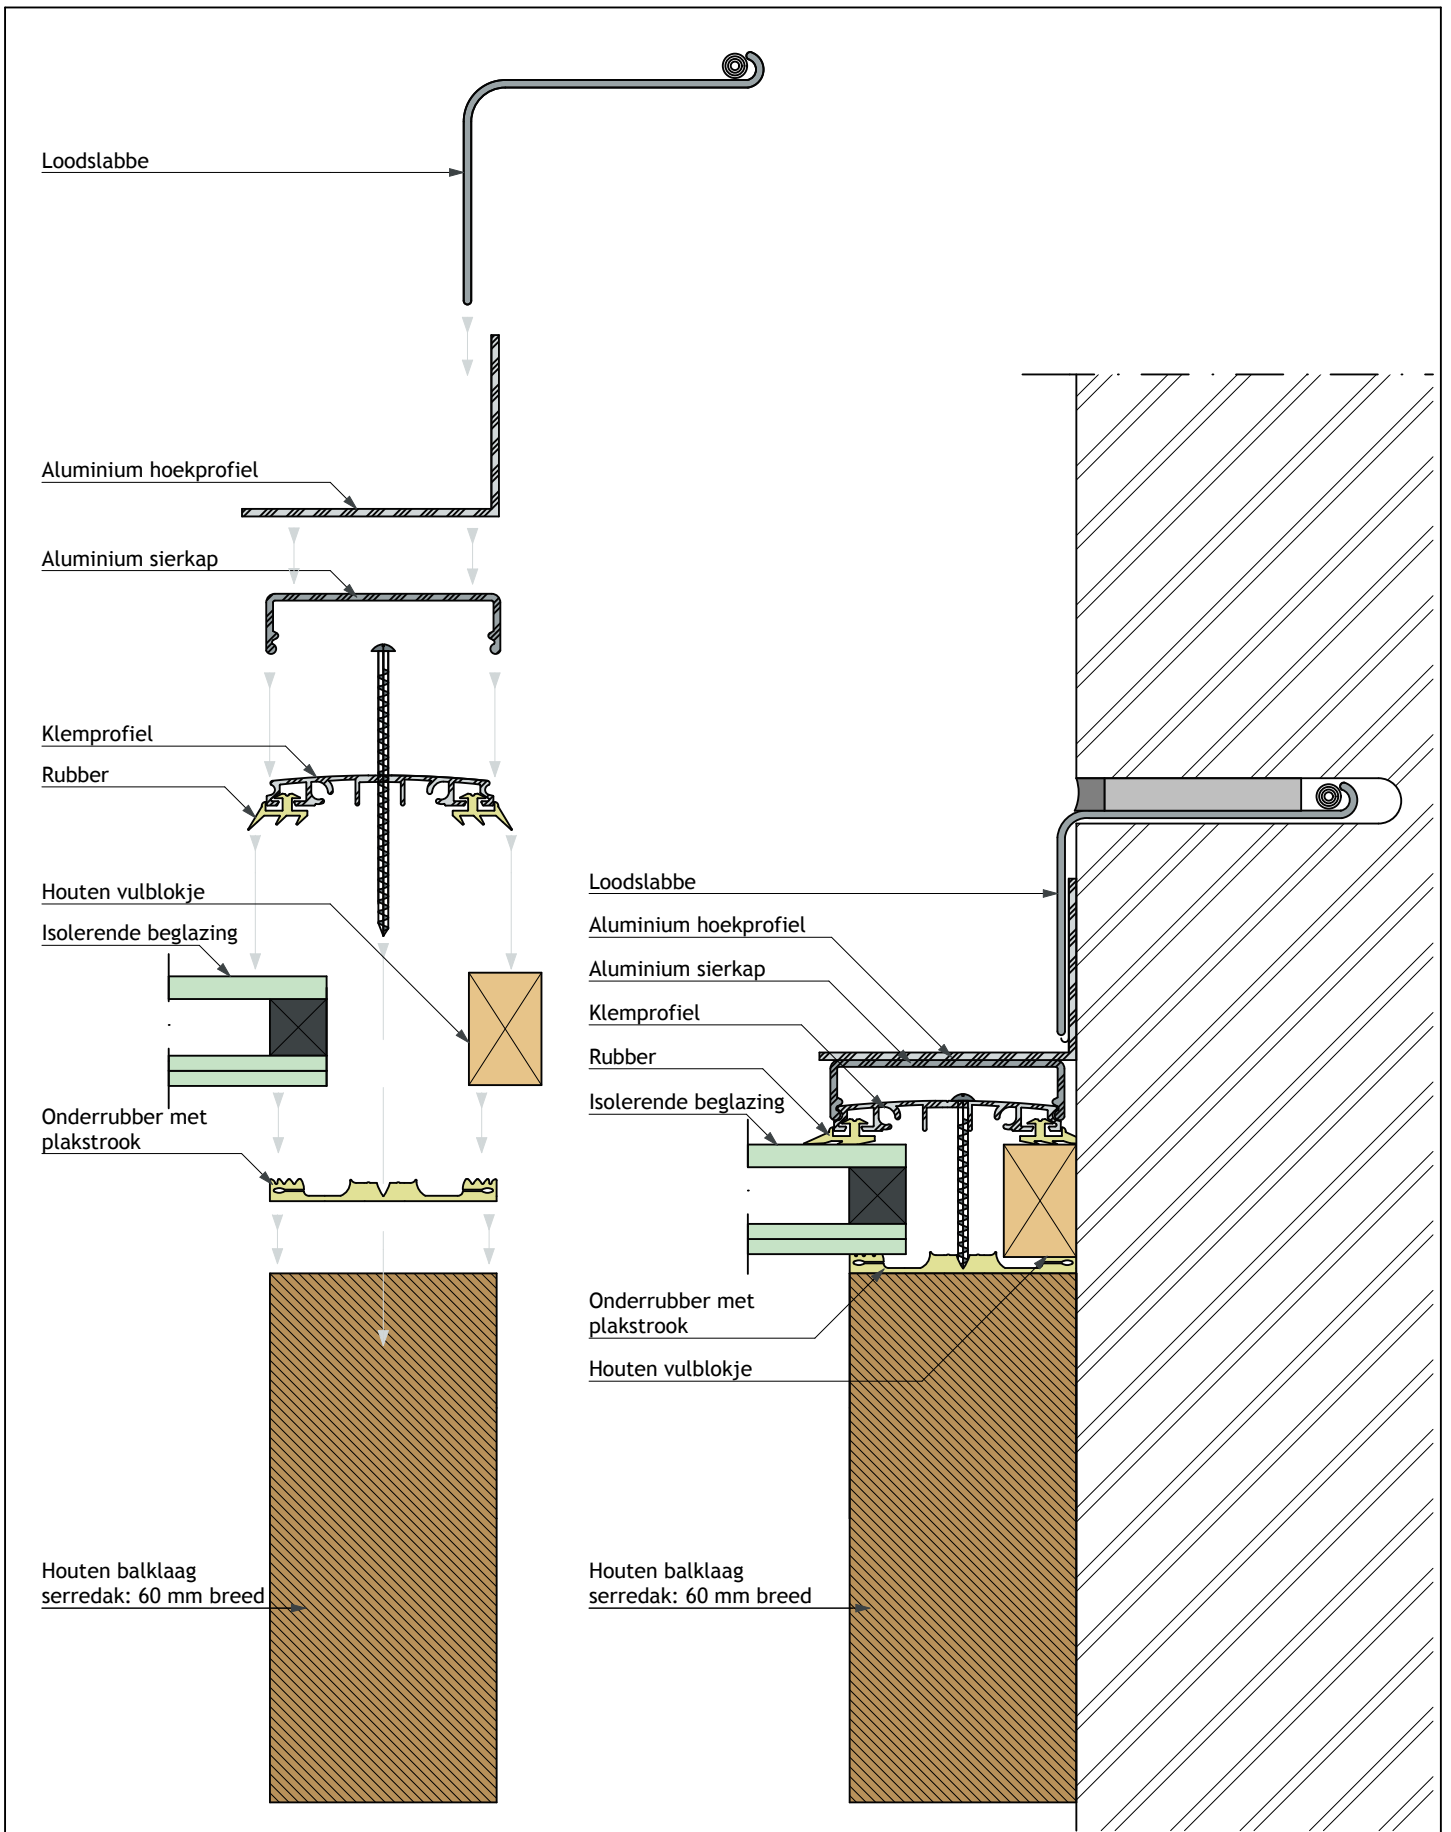 Loodslabbe
Aluminium hoekprofiel
Aluminium sierkap
Klemprofiel
Rubber
Houten vulblokje
Isolerende beglazing
Onderrubber met
plakstrook
Houten balklaag
serredak: 60 mm breed
Loodslabbe
Aluminium hoekprofiel
Aluminium sierkap
Klemprofiel
Rubber
Isolerende beglazing
Onderrubber met
plakstrook
Houten vulblokje
Houten balklaag
serredak: 60 mm breed